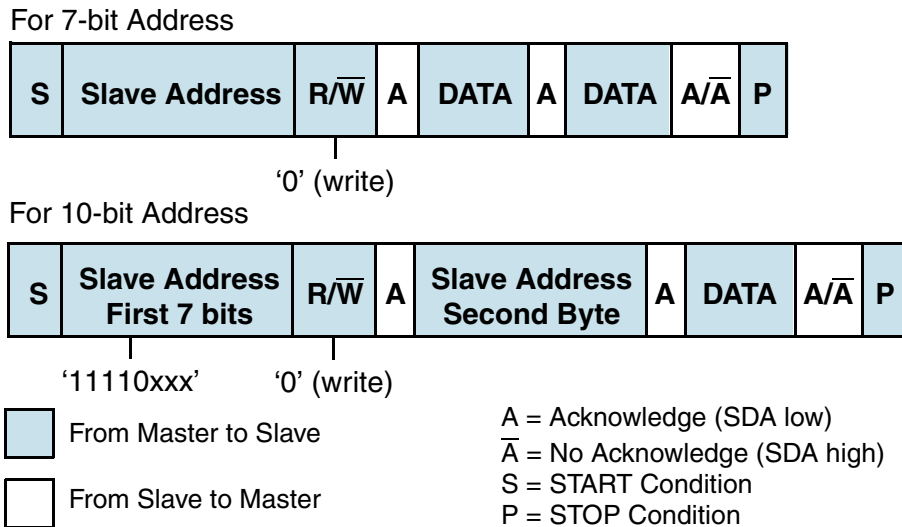 For 7-bit Address
S Slave Address R/W̅ A DATA A DATA A/A̅ P
‘0’ (write)
For 10-bit Address
S Slave Address First 7 bits R/W̅ A Slave Address Second Byte A DATA A/A̅ P
‘11110xxx’ ‘0’ (write)
From Master to Slave
From Slave to Master
A = Acknowledge (SDA low)
A̅ = No Acknowledge (SDA high)
S = START Condition
P = STOP Condition